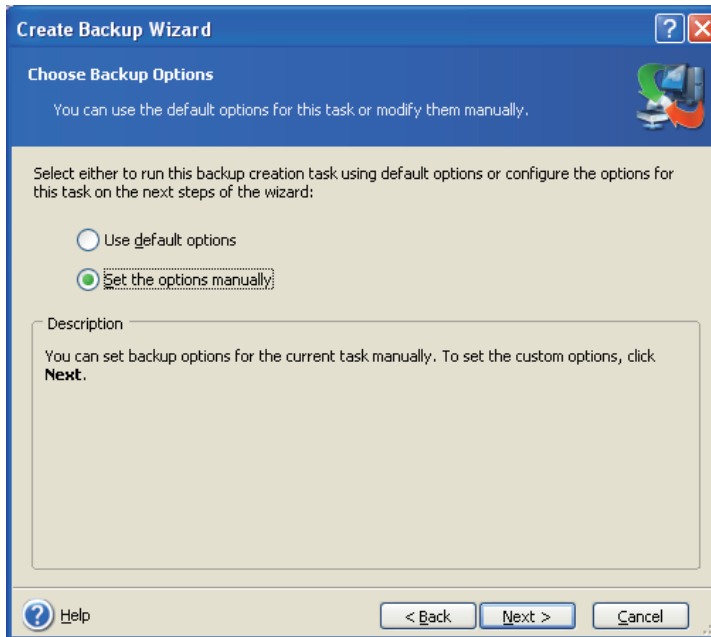 Create Backup Wizard
Choose Backup Options
You can use the default options for this task or modify them manually.
Select either to run this backup creation task using default options or configure the options for
this task on the next steps of the wizard:
Use default options
Set the options manually
Description
You can set backup options for the current task manually. To set the custom options, click
Next.
Help
< Back
Next >
Cancel